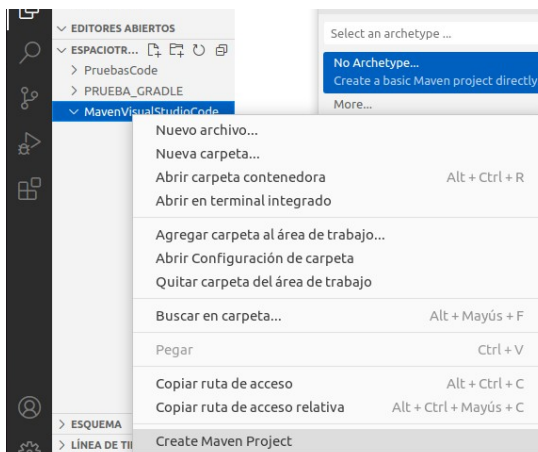 EDITORES ABIERTOS
ESPACIOTR...
PruebasCode
PRUEBA_GRADLE
MavenVisualStudioCode
Select an archetype ...
No Archetype...
Create a basic Maven project directly
More...
Nuevo archivo...
Nueva carpeta...
Abrir carpeta contenedora Alt + Ctrl + R
Abrir en terminal integrado
Agregar carpeta al área de trabajo...
Abrir Configuración de carpeta
Quitar carpeta del área de trabajo
Buscar en carpeta... Alt + Mayús + F
Pegar Ctrl + V
Copiar ruta de acceso Alt + Ctrl + C
Copiar ruta de acceso relativa Alt + Ctrl + Mayús + C
Create Maven Project
ESQUEMA
LÍNEA DE TI